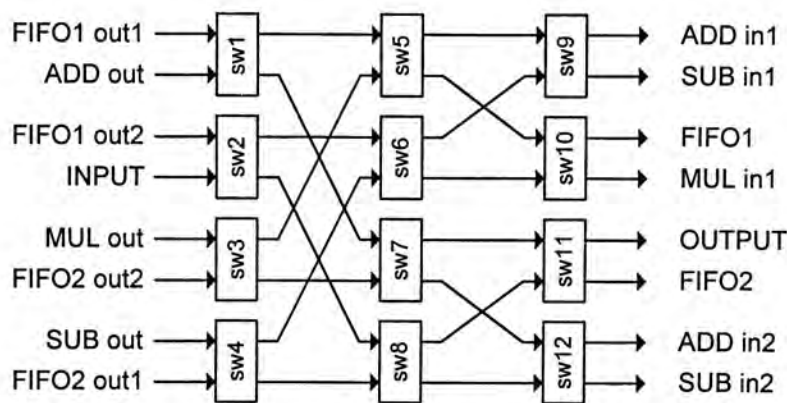 FIFO1 out1
ADD out
FIFO1 out2
INPUT
MUL out
FIFO2 out2
SUB out
FIFO2 out1
sw1
sw2
sw3
sw4
sw5
sw6
sw7
sw8
sw9
sw10
sw11
sw12
ADD in1
SUB in1
FIFO1
MUL in1
OUTPUT
FIFO2
ADD in2
SUB in2